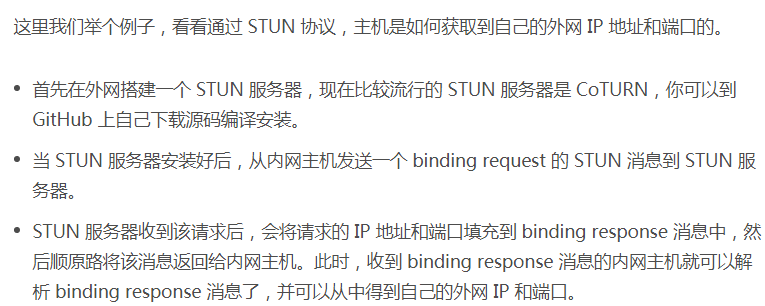 这里我们举个例子，看看通过 STUN 协议，主机是如何获取到自己的外网 IP 地址和端口的。
• 首先在外网搭建一个 STUN 服务器，现在比较流行的 STUN 服务器是 CoTURN，你可以到
GitHub 上自己下载源码编译安装。
• 当 STUN 服务器安装好后，从内网主机发送一个 binding request 的 STUN 消息到 STUN 服
务器。
• STUN 服务器收到该请求后，会将请求的 IP 地址和端口填充到 binding response 消息中，然
后顺原路将该消息返回给内网主机。此时，收到 binding response 消息的内网主机就可以解
析 binding response 消息了，并可以从中得到自己的外网 IP 和端口。